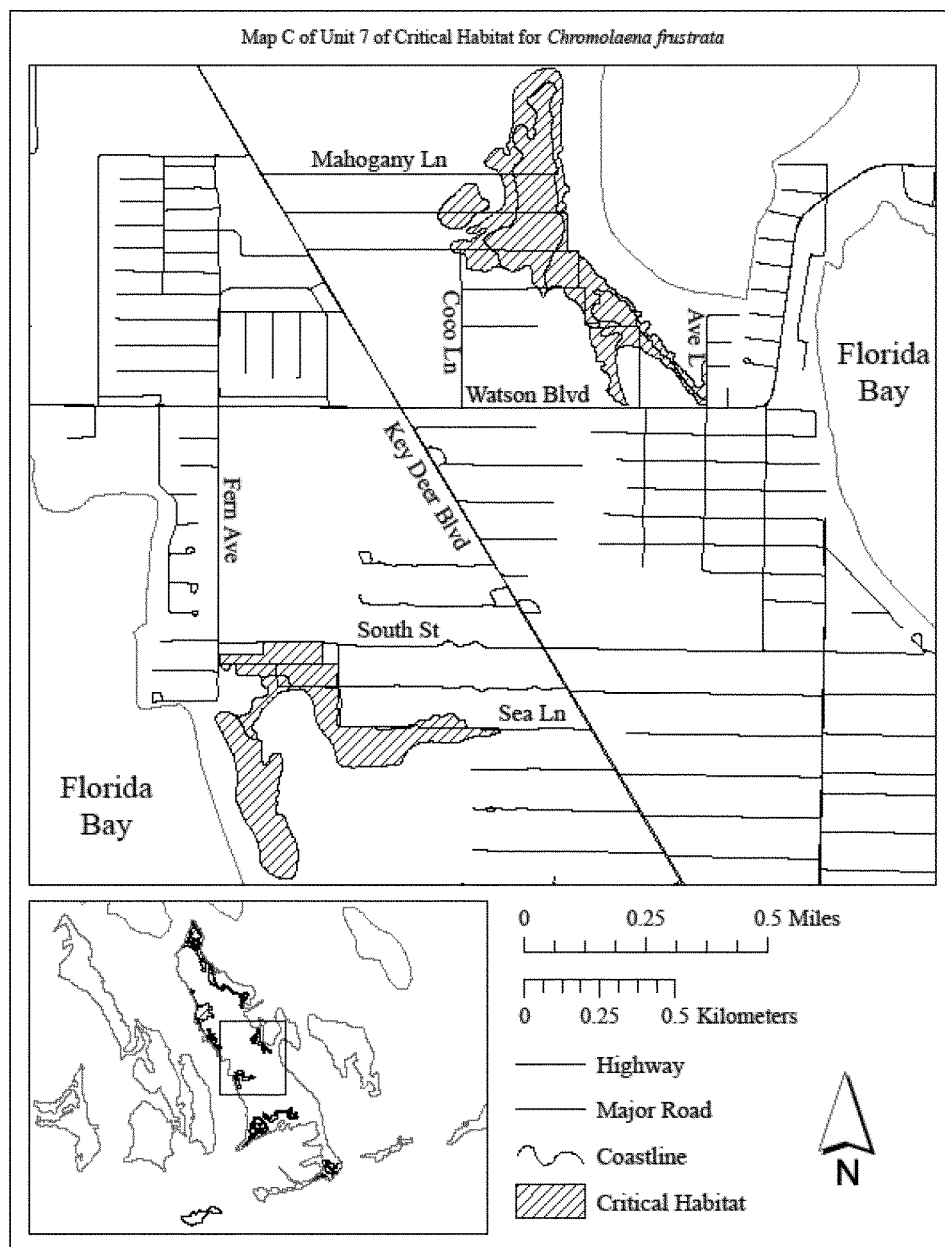 Map C of Unit 7 of Critical Habitat for Chromolaena frustrata
Mahogany Ln
Coco Ln
Ave L
Florida
Bay
Watson Blvd
Key Deer Blvd
Fern Ave
South St
Sea Ln
Florida
Bay
0 0.25 0.5 Miles
0 0.25 0.5 Kilometers
Highway
Major Road
Coastline
Critical Habitat
N